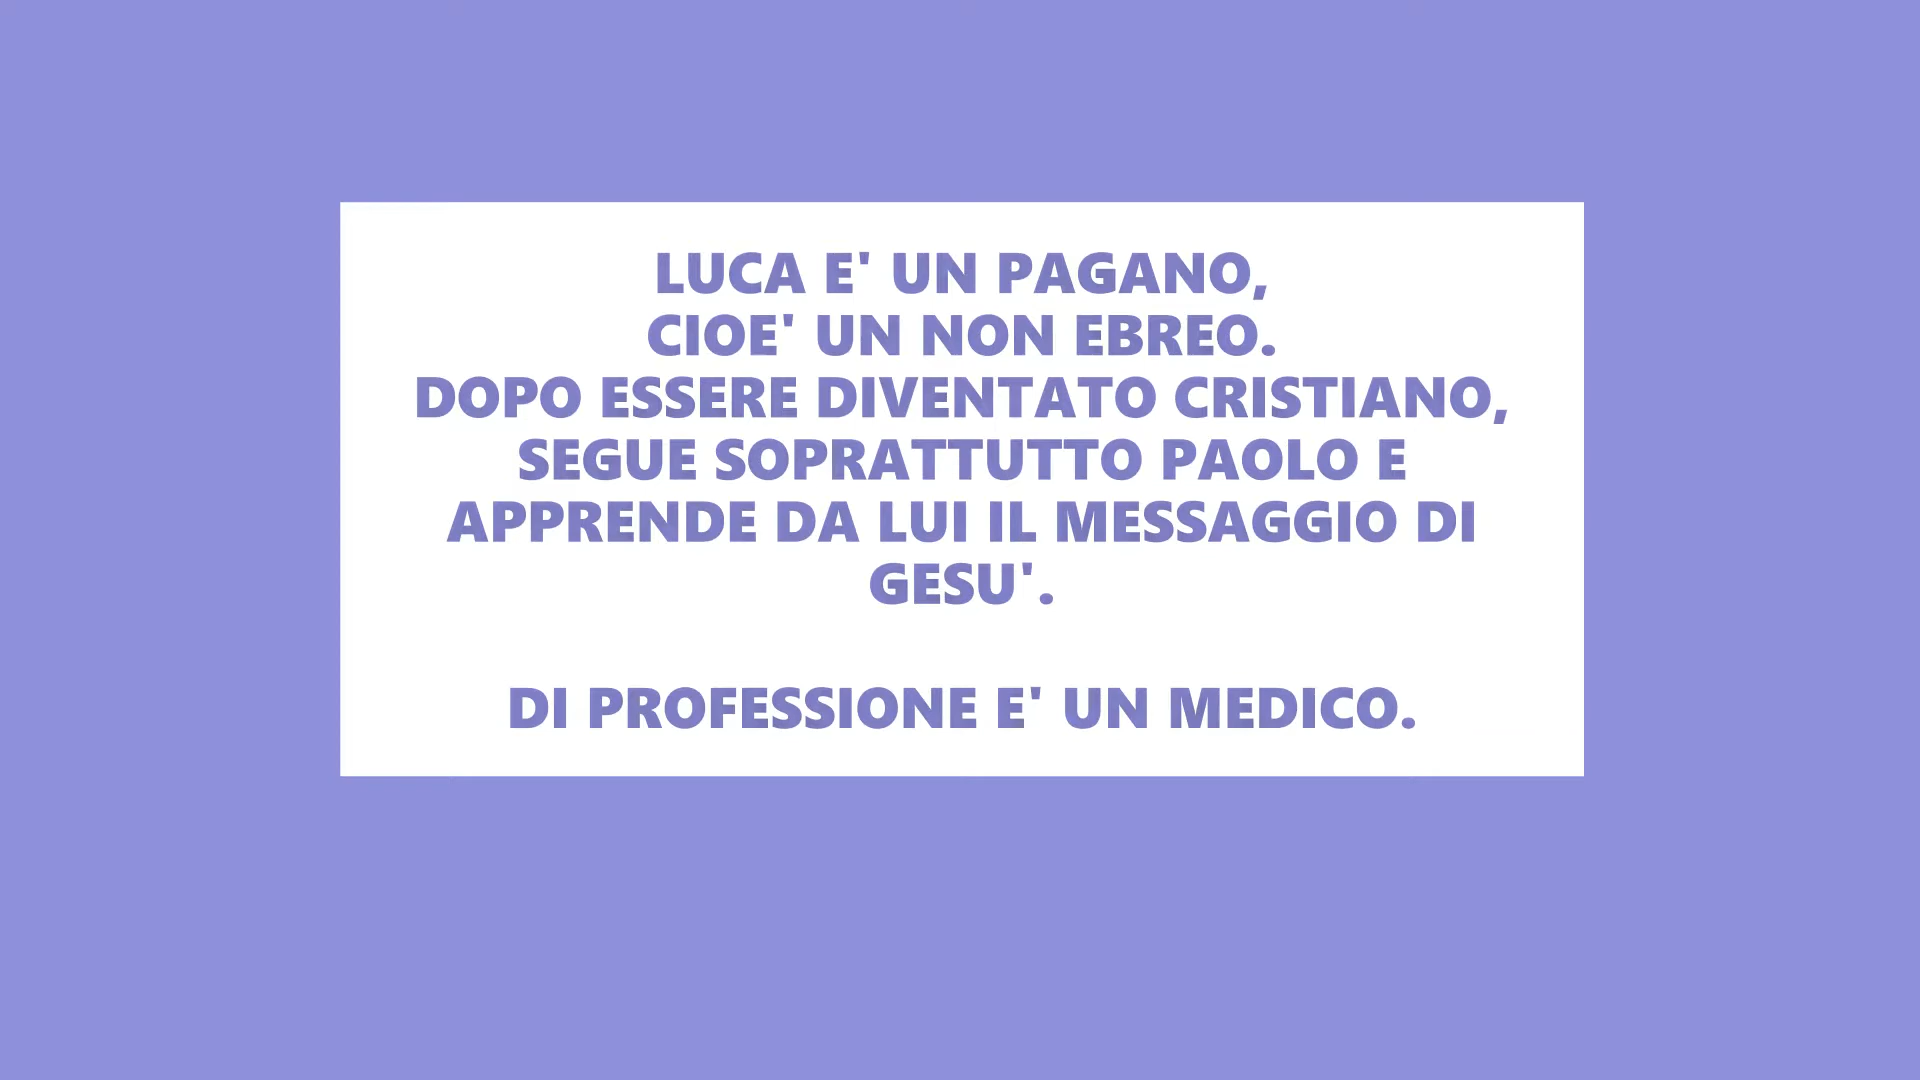 LUCA E' UN PAGANO,
CIOE' UN NON EBREO.
DOPO ESSERE DIVENTATO CRISTIANO,
SEGUE SOPRATTUTTO PAOLO E
APPRENDE DA LUI IL MESSAGGIO DI
GESU'.
DI PROFESSIONE E' UN MEDICO.